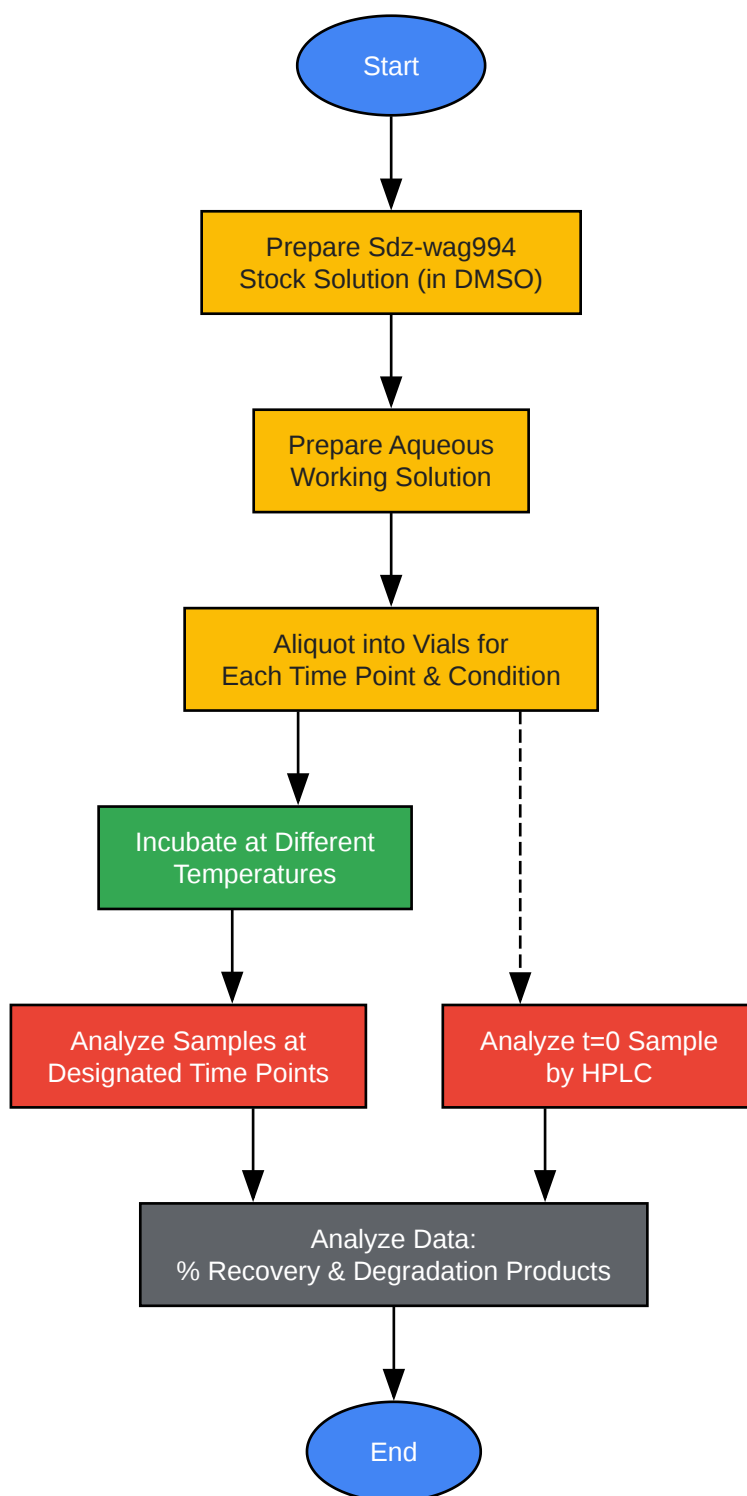 Start
Prepare Sdz-wag994
Stock Solution (in DMSO)
Prepare Aqueous
Working Solution
Aliquot into Vials for
Each Time Point & Condition
Incubate at Different
Temperatures
Analyze Samples at
Designated Time Points
Analyze t=0 Sample
by HPLC
Analyze Data:
% Recovery & Degradation Products
End